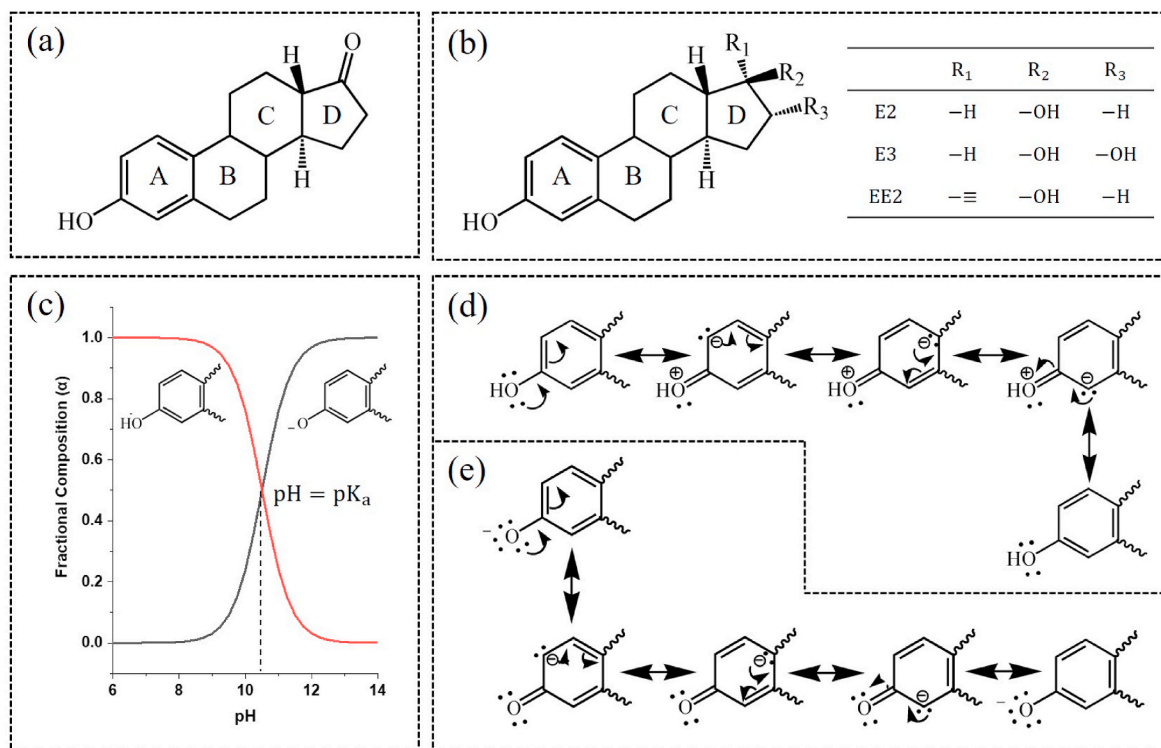 (a)
O
H
C
D
A
B
H
HO
(b)
R1
H
R2
C
D
R3
A
B
H
HO
R₁ R₂ R₃
E2 −H −OH −H
E3 −H −OH −OH
EE2 −≡ −OH −H
(c)
1.0
0.8
0.6
0.4
0.2
0.0
Fractional Composition (α)
HO
−O
pH = pKₐ
6 8 10 12 14
pH
(d)
HO
HO
HO
HO
⊖ ⊖ ⊖
⊕ ⊕ ⊕
HO
(e)
− O
⊖ ⊖ ⊖
O
O
O
− O